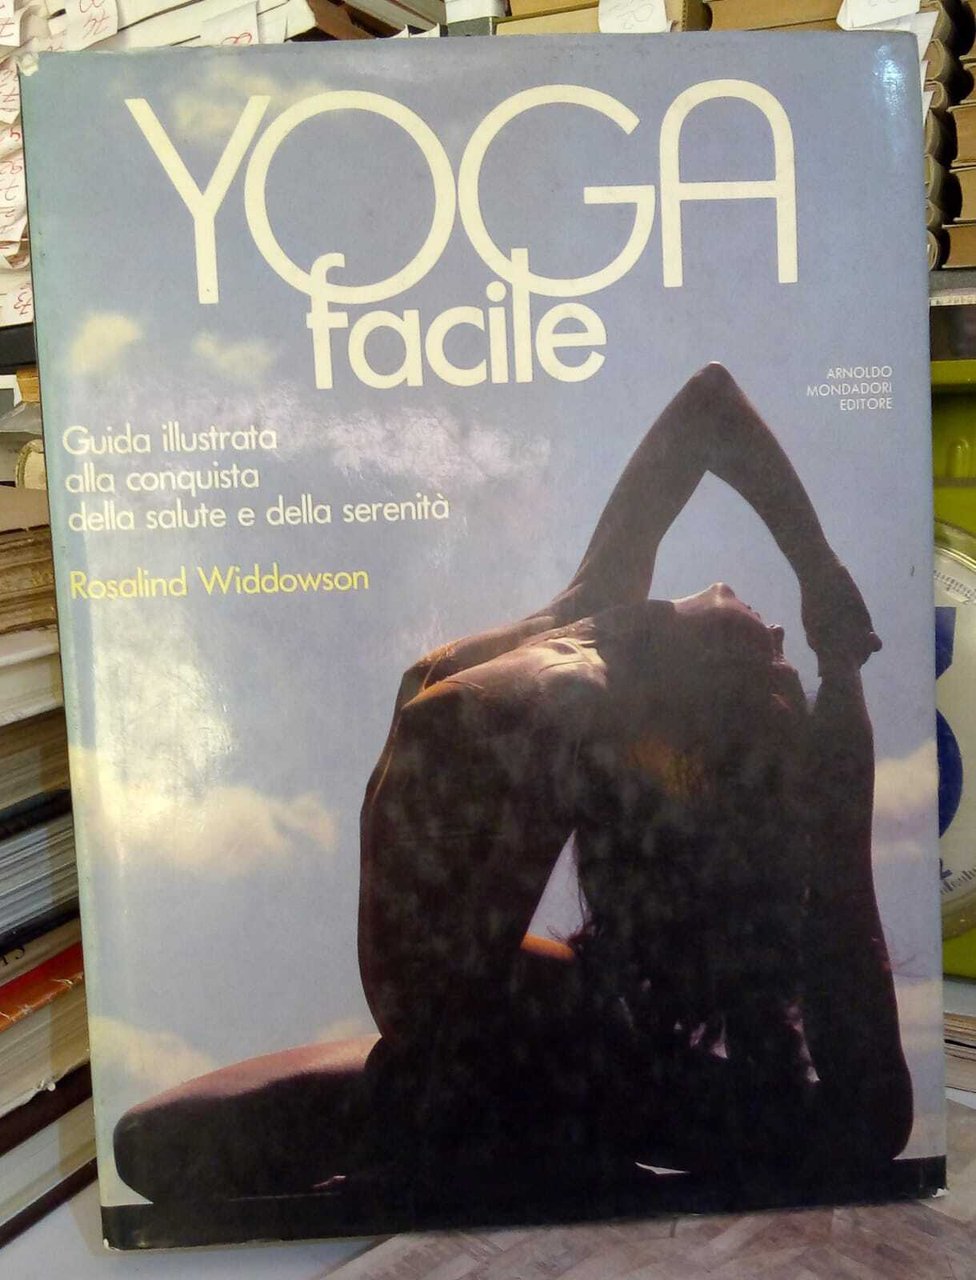 YOGA
facile
ARNOLDO
MONDADORI
EDITORE
Guida illustrata
alla conquista
della salute e della serenità
Rosalind Widdowson